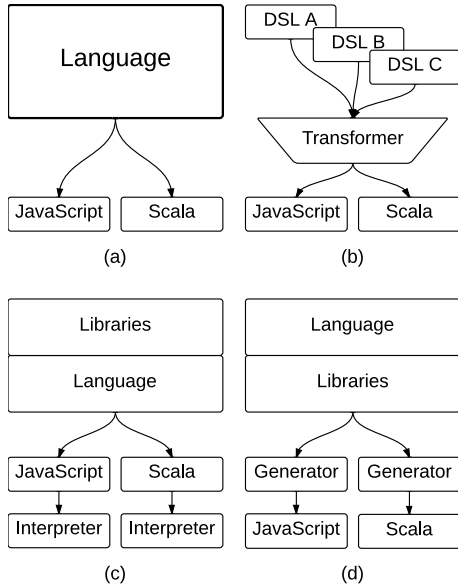 Language
JavaScript
Scala
(a)
DSL A
DSL B
DSL C
Transformer
JavaScript
Scala
(b)
Libraries
Language
JavaScript
Scala
Interpreter
Interpreter
(c)
Language
Libraries
Generator
Generator
JavaScript
Scala
(d)